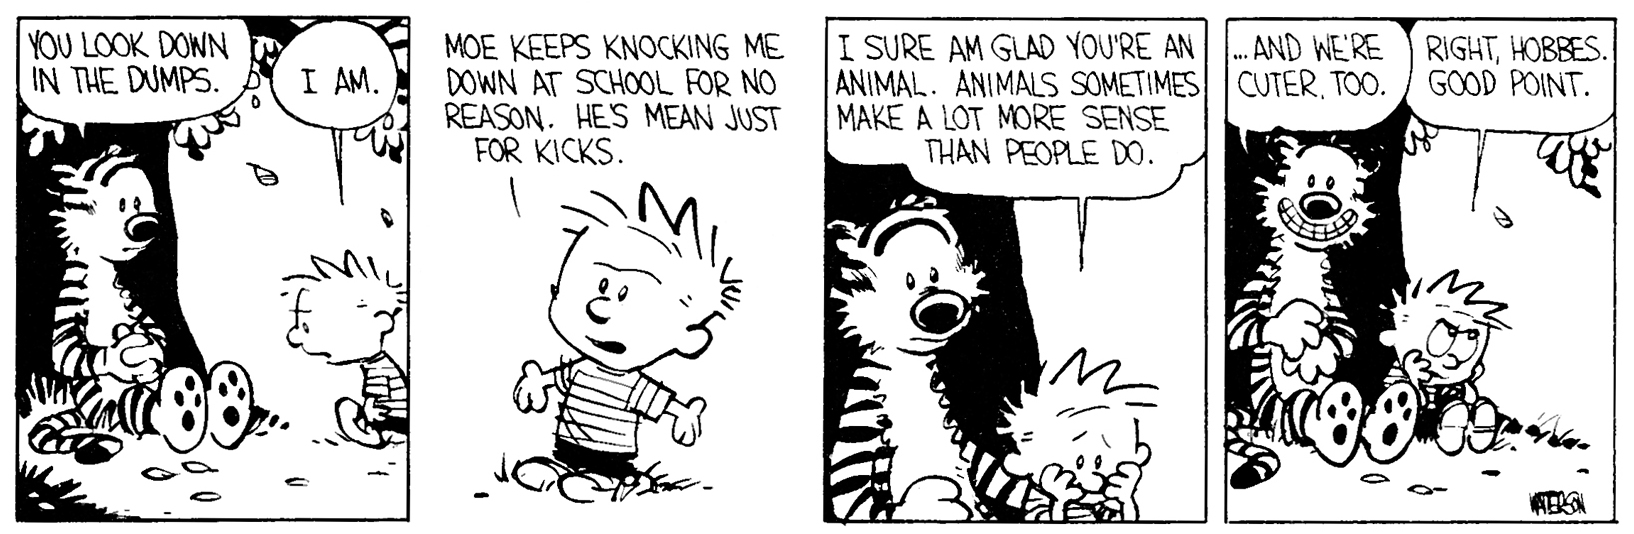 YOU LOOK DOWN
IN THE DUMPS.
I AM.
MOE KEEPS KNOCKING ME
DOWN AT SCHOOL FOR NO
REASON. HE'S MEAN JUST
FOR KICKS.
I SURE AM GLAD YOU'RE AN
ANIMAL. ANIMALS SOMETIMES
MAKE A LOT MORE SENSE
THAN PEOPLE DO.
...AND WE'RE
CUTER, TOO.
RIGHT, HOBBES.
GOOD POINT.
WATTERSON